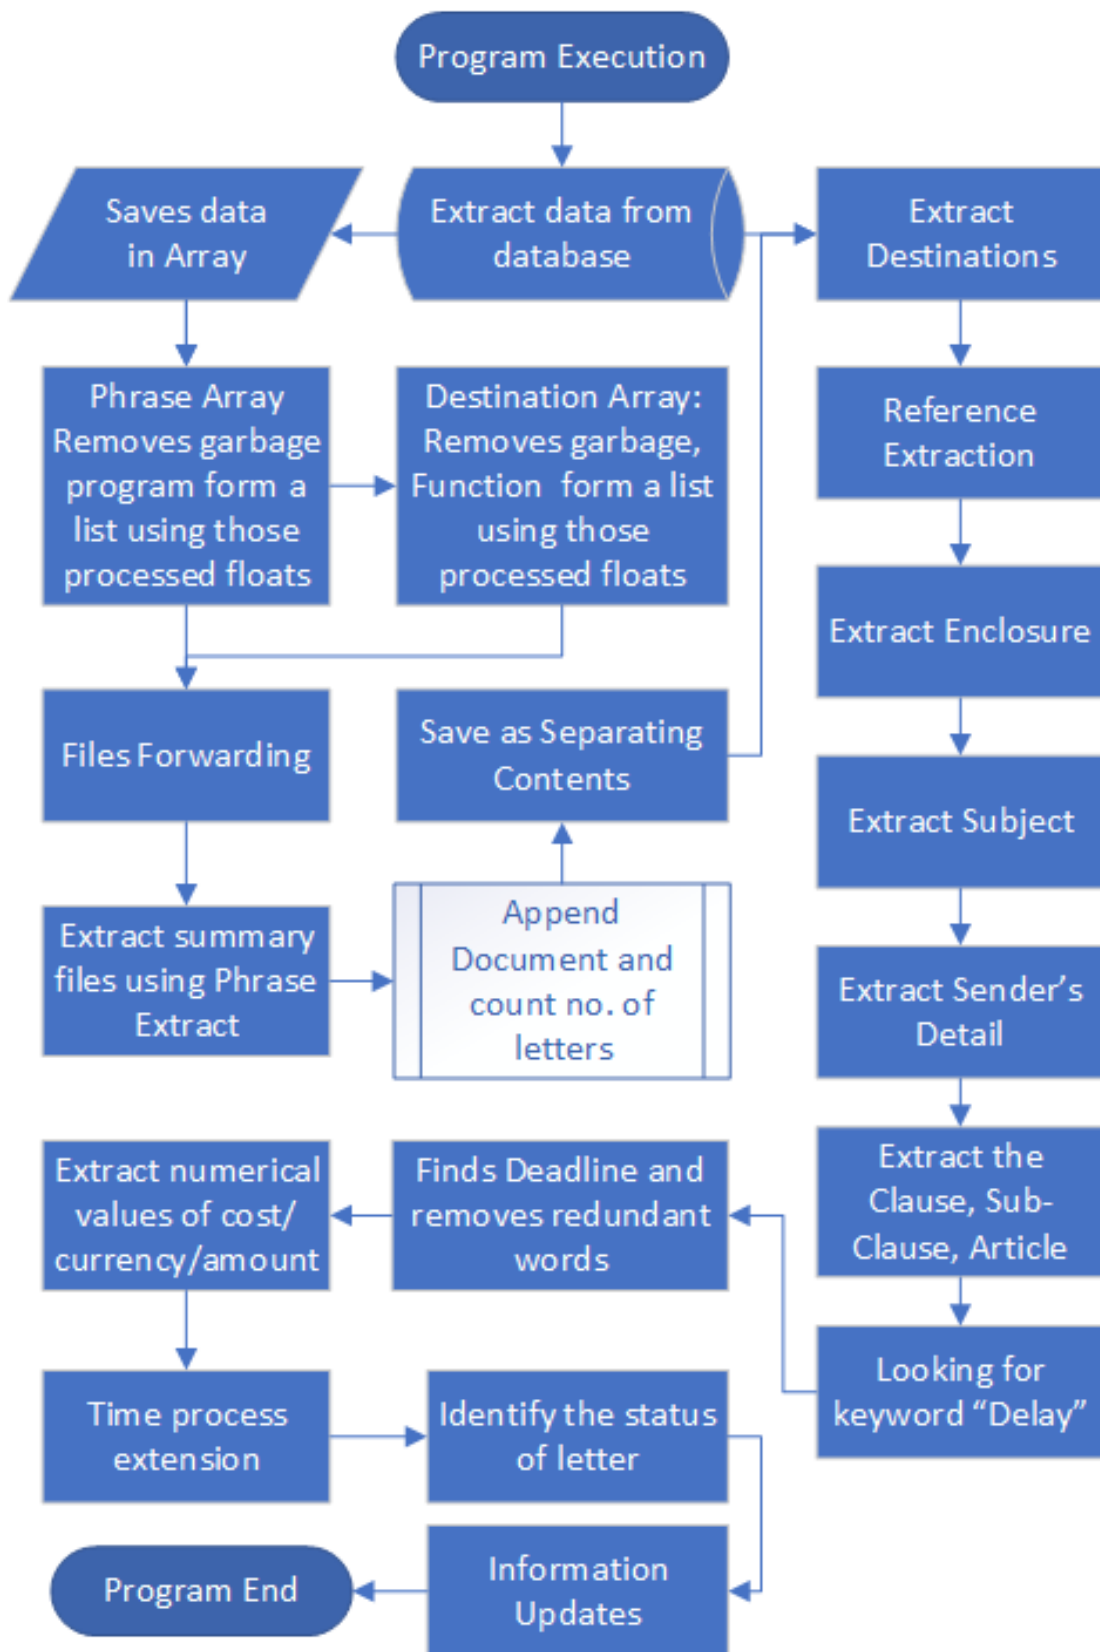 Program Execution
Saves data
in Array
Extract data from
database
Extract
Destinations
Phrase Array
Removes garbage
program form a
list using those
processed floats
Destination Array:
Removes garbage,
Function form a list
using those
processed floats
Reference
Extraction
Extract Enclosure
Files Forwarding
Save as Separating
Contents
Extract Subject
Extract summary
files using Phrase
Extract
Append
Document and
count no. of
letters
Extract Sender’s
Detail
Extract numerical
values of cost/
currency/amount
Finds Deadline and
removes redundant
words
Extract the
Clause, Sub-
Clause, Article
Looking for
keyword “Delay”
Time process
extension
Identify the status
of letter
Program End
Information
Updates